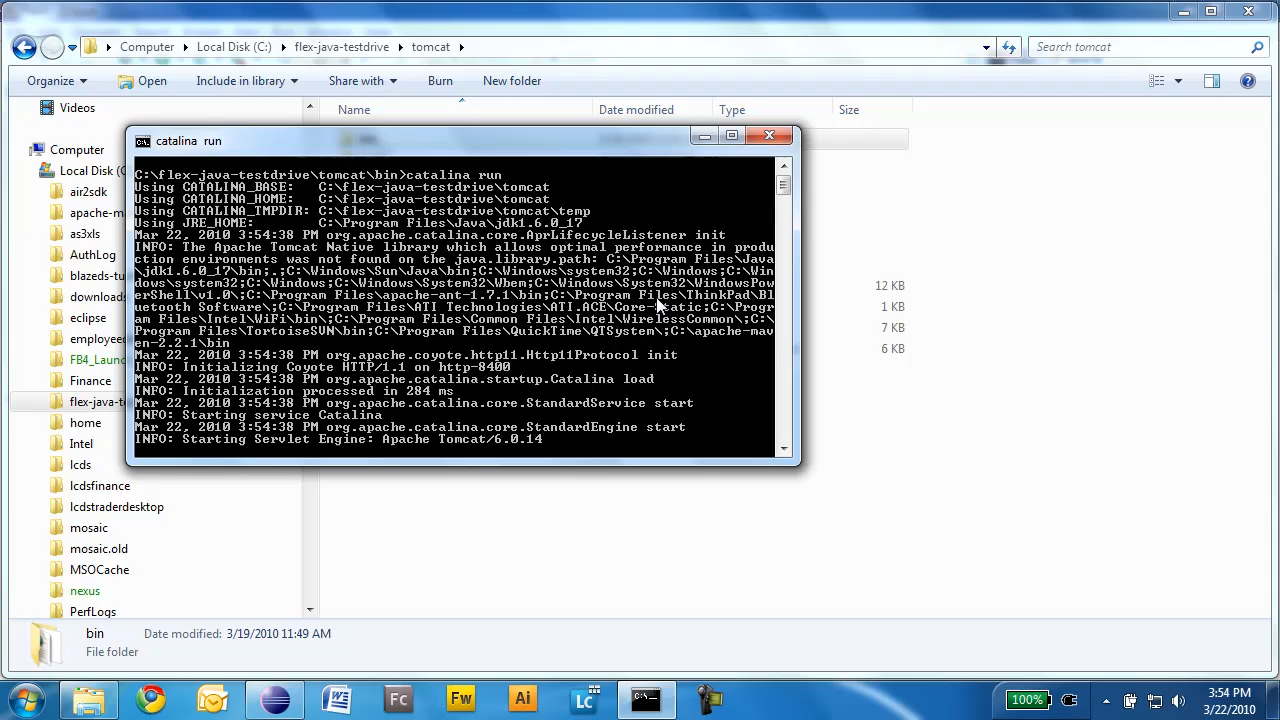 Computer
Local Disk (C:)
flex-java-testdrive
tomcat
Search tomcat
Organize
Open
Include in library
Share with
Burn
New folder
Videos
Name
Date modified
Type
Size
Computer
Local Disk (
air2sdk
apache-m
as3xls
AuthLog
blazeds-tu
download
eclipse
employeed
FB4_Launc
Finance
flex-java-te
home
Intel
lcds
lcdsfinance
lcdstraderdesktop
mosaic
mosaic.old
MSOCache
nexus
PerfLogs
12 KB
1 KB
7 KB
6 KB
catalina run
C:\flex-java-testdrive\tomcat\bin>catalina run
Using CATALINA_BASE:   C:\flex-java-testdrive\tomcat
Using CATALINA_HOME:   C:\flex-java-testdrive\tomcat
Using CATALINA_TMPDIR: C:\flex-java-testdrive\tomcat\temp
Using JRE_HOME:        C:\Program Files\Java\jdk1.6.0_17
Mar 22, 2010 3:54:38 PM org.apache.catalina.core.AprLifecycleListener init
INFO: The Apache Tomcat Native library which allows optimal performance in produ
ction environments was not found on the java.library.path: C:\Program Files\Java
\jdk1.6.0_17\bin;.;C:\Windows\Sun\Java\bin;C:\Windows\system32;C:\Windows;C:\Win
dows\system32;C:\Windows;C:\Windows\System32\Wbem;C:\Windows\System32\WindowsPow
erShell\v1.0\;C:\Program Files\apache-ant-1.7.1\bin;C:\Program Files\ThinkPad\Bl
uetooth Software\;C:\Program Files\ATI Technologies\ATI.ACE\Core-Static;C:\Progr
am Files\Intel\WiFi\bin\;C:\Program Files\Common Files\Intel\WirelessCommon\;C:\
Program Files\TortoiseSVN\bin;C:\Program Files\QuickTime\QTSystem\;C:\apache-mav
en-2.2.1\bin
Mar 22, 2010 3:54:38 PM org.apache.coyote.http11.Http11Protocol init
INFO: Initializing Coyote HTTP/1.1 on http-8400
Mar 22, 2010 3:54:38 PM org.apache.catalina.startup.Catalina load
INFO: Initialization processed in 284 ms
Mar 22, 2010 3:54:38 PM org.apache.catalina.core.StandardService start
INFO: Starting service Catalina
Mar 22, 2010 3:54:38 PM org.apache.catalina.core.StandardEngine start
INFO: Starting Servlet Engine: Apache Tomcat/6.0.14
bin
Date modified: 3/19/2010 11:49 AM
File folder
Fc
Fw
Ai
LC
100%
3:54 PM
3/22/2010